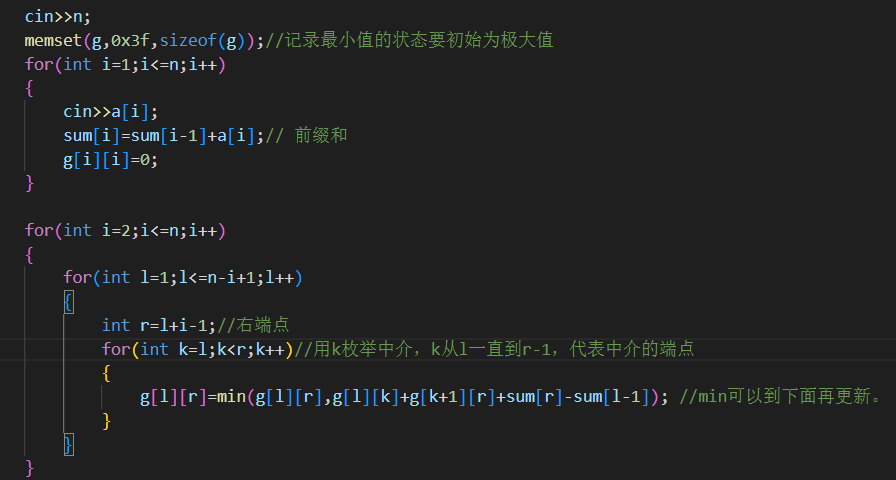 cin>>n;
memset(g,0x3f,sizeof(g));//记录最小值的状态要初始为极大值
for(int i=1;i<=n;i++)
{
cin>>a[i];
sum[i]=sum[i-1]+a[i];// 前缀和
g[i][i]=0;
}
for(int i=2;i<=n;i++)
{
for(int l=1;l<=n-i+1;l++)
{
int r=l+i-1;//右端点
for(int k=l;k<r;k++)//用k枚举中介，k从l一直到r-1，代表中介的端点
{
g[l][r]=min(g[l][r],g[l][k]+g[k+1][r]+sum[r]-sum[l-1]); //min可以到下面再更新。
}
}
}